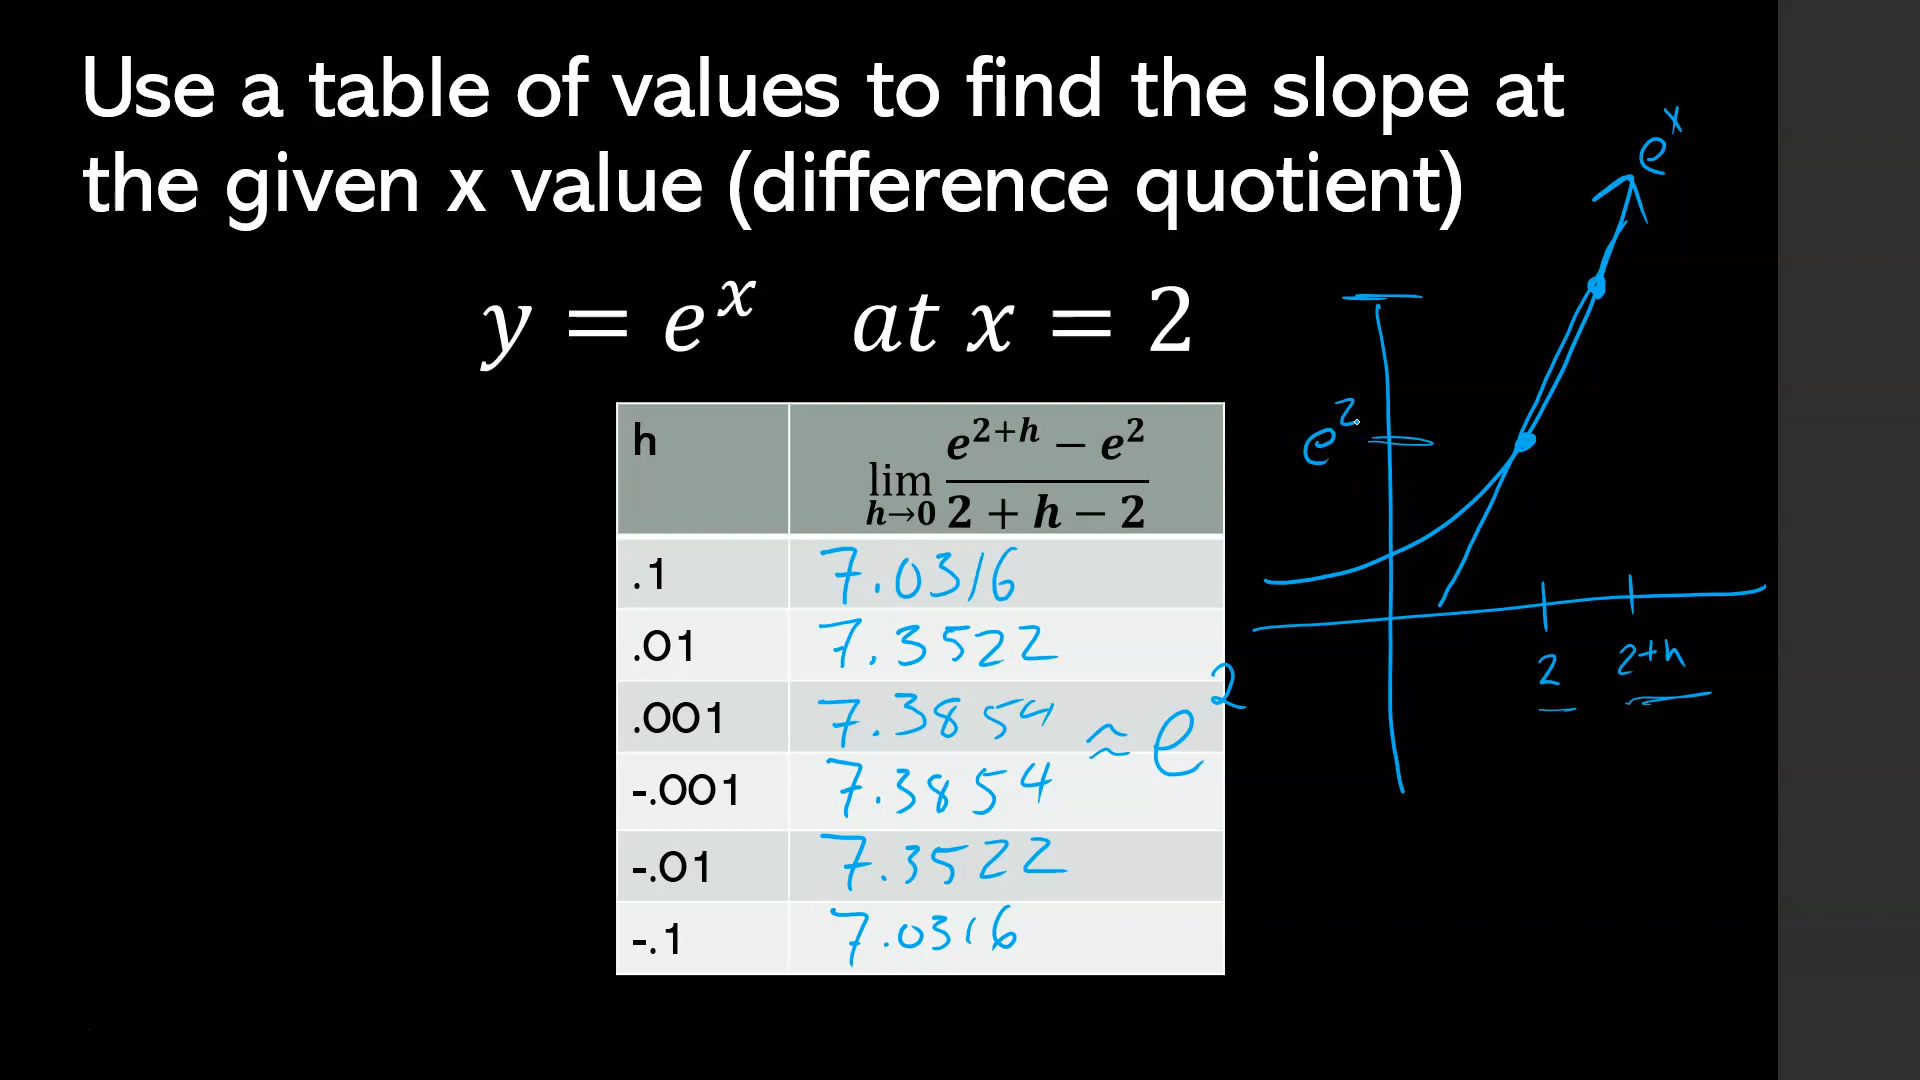 Use a table of values to find the slope at
the given x value (difference quotient)
e^x
y = e^x at x = 2
h lim h→0 (e^(2+h) − e^2)/(2 + h − 2)
e^2
.1 7.0316
.01 7.3522
.001 7.3854 ≈ e^2
2 2+h
-.001 7.3854
-.01 7.3522
-.1 7.0316